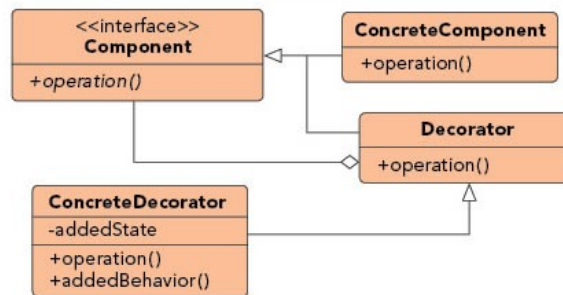 <<interface>>
Component
+operation()
ConcreteComponent
+operation()
Decorator
+operation()
ConcreteDecorator
-addedState
+operation()
+addedBehavior()